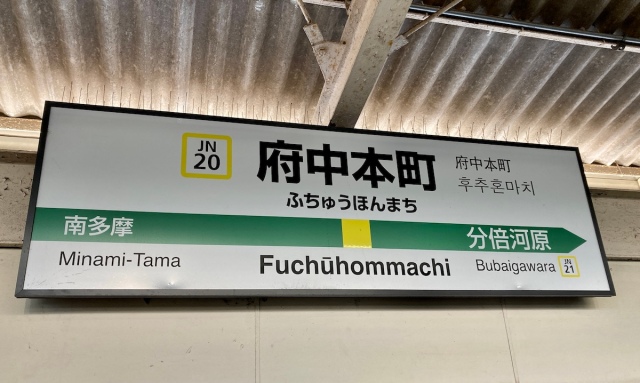 JN
20
府中本町
ふちゅうほんまち
府中本町
후추혼마치
南多摩
分倍河原
Minami-Tama
Fuchūhommachi
Bubaigawara
JN
21